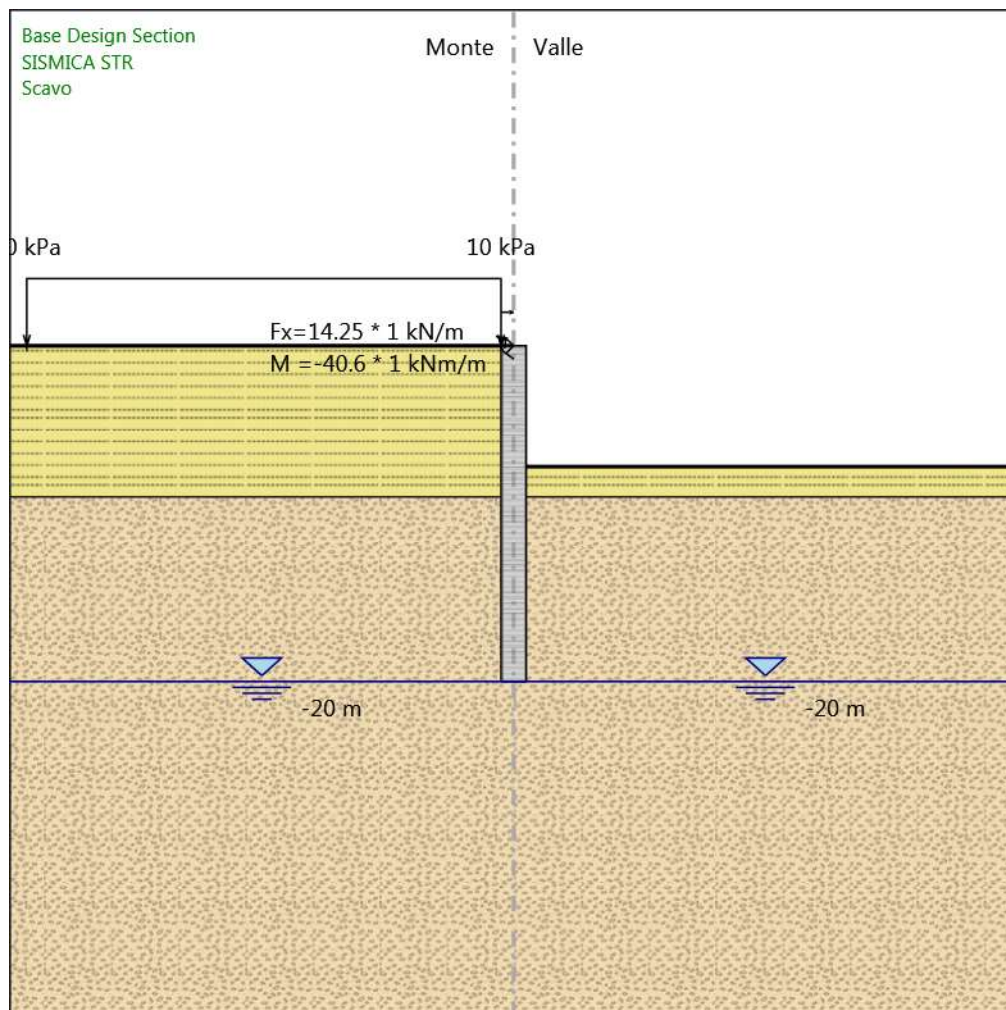 Base Design Section
SISMICA STR
Scavo
Monte
Valle
0 kPa
10 kPa
Fx=14.25 * 1 kN/m
M =-40.6 * 1 kNm/m
-20 m
-20 m